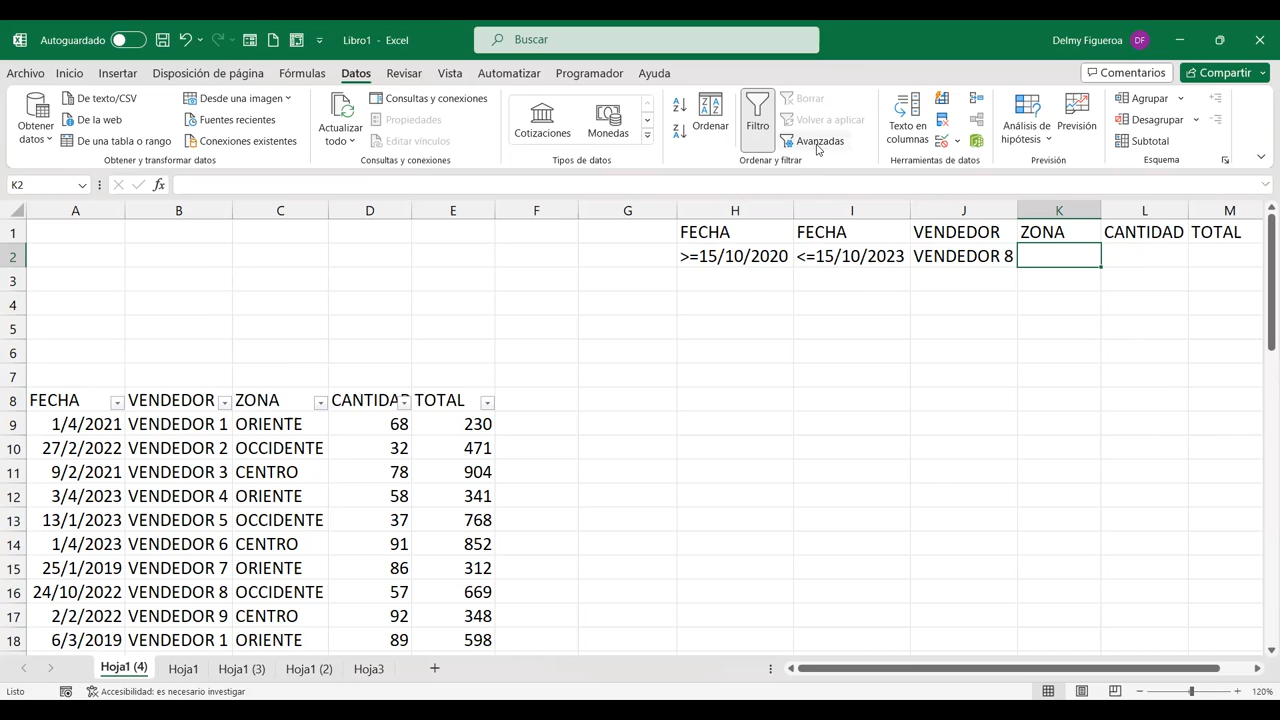 Autoguardado
Libro1 - Excel
Buscar
Delmy Figueroa DF
Archivo Inicio Insertar Disposición de página Fórmulas Datos Revisar Vista Automatizar Programador Ayuda
Comentarios Compartir
Obtener datos
De texto/CSV
De la web
De una tabla o rango
Desde una imagen
Fuentes recientes
Conexiones existentes
Obtener y transformar datos
Actualizar todo
Consultas y conexiones
Propiedades
Editar vínculos
Consultas y conexiones
Cotizaciones Monedas
Tipos de datos
Ordenar
Filtro
Borrar
Volver a aplicar
Avanzadas
Ordenar y filtrar
Texto en columnas
Herramientas de datos
Análisis de hipótesis
Previsión
Previsión
Agrupar
Desagrupar
Subtotal
Esquema
K2 fx
A B C D E F G H I J K L M
1 FECHA FECHA VENDEDOR ZONA CANTIDAD TOTAL
2 >=15/10/2020 <=15/10/2023 VENDEDOR 8
3
4
5
6
7
8 FECHA VENDEDOR ZONA CANTIDAD TOTAL
9 1/4/2021 VENDEDOR 1 ORIENTE 68 230
10 27/2/2022 VENDEDOR 2 OCCIDENTE 32 471
11 9/2/2021 VENDEDOR 3 CENTRO 78 904
12 3/4/2023 VENDEDOR 4 ORIENTE 58 341
13 13/1/2023 VENDEDOR 5 OCCIDENTE 37 768
14 1/4/2023 VENDEDOR 6 CENTRO 91 852
15 25/1/2019 VENDEDOR 7 ORIENTE 86 312
16 24/10/2022 VENDEDOR 8 OCCIDENTE 57 669
17 2/2/2022 VENDEDOR 9 CENTRO 92 348
18 6/3/2019 VENDEDOR 1 ORIENTE 89 598
Hoja1 (4) Hoja1 Hoja1 (3) Hoja1 (2) Hoja3
Listo Accesibilidad: es necesario investigar 120%